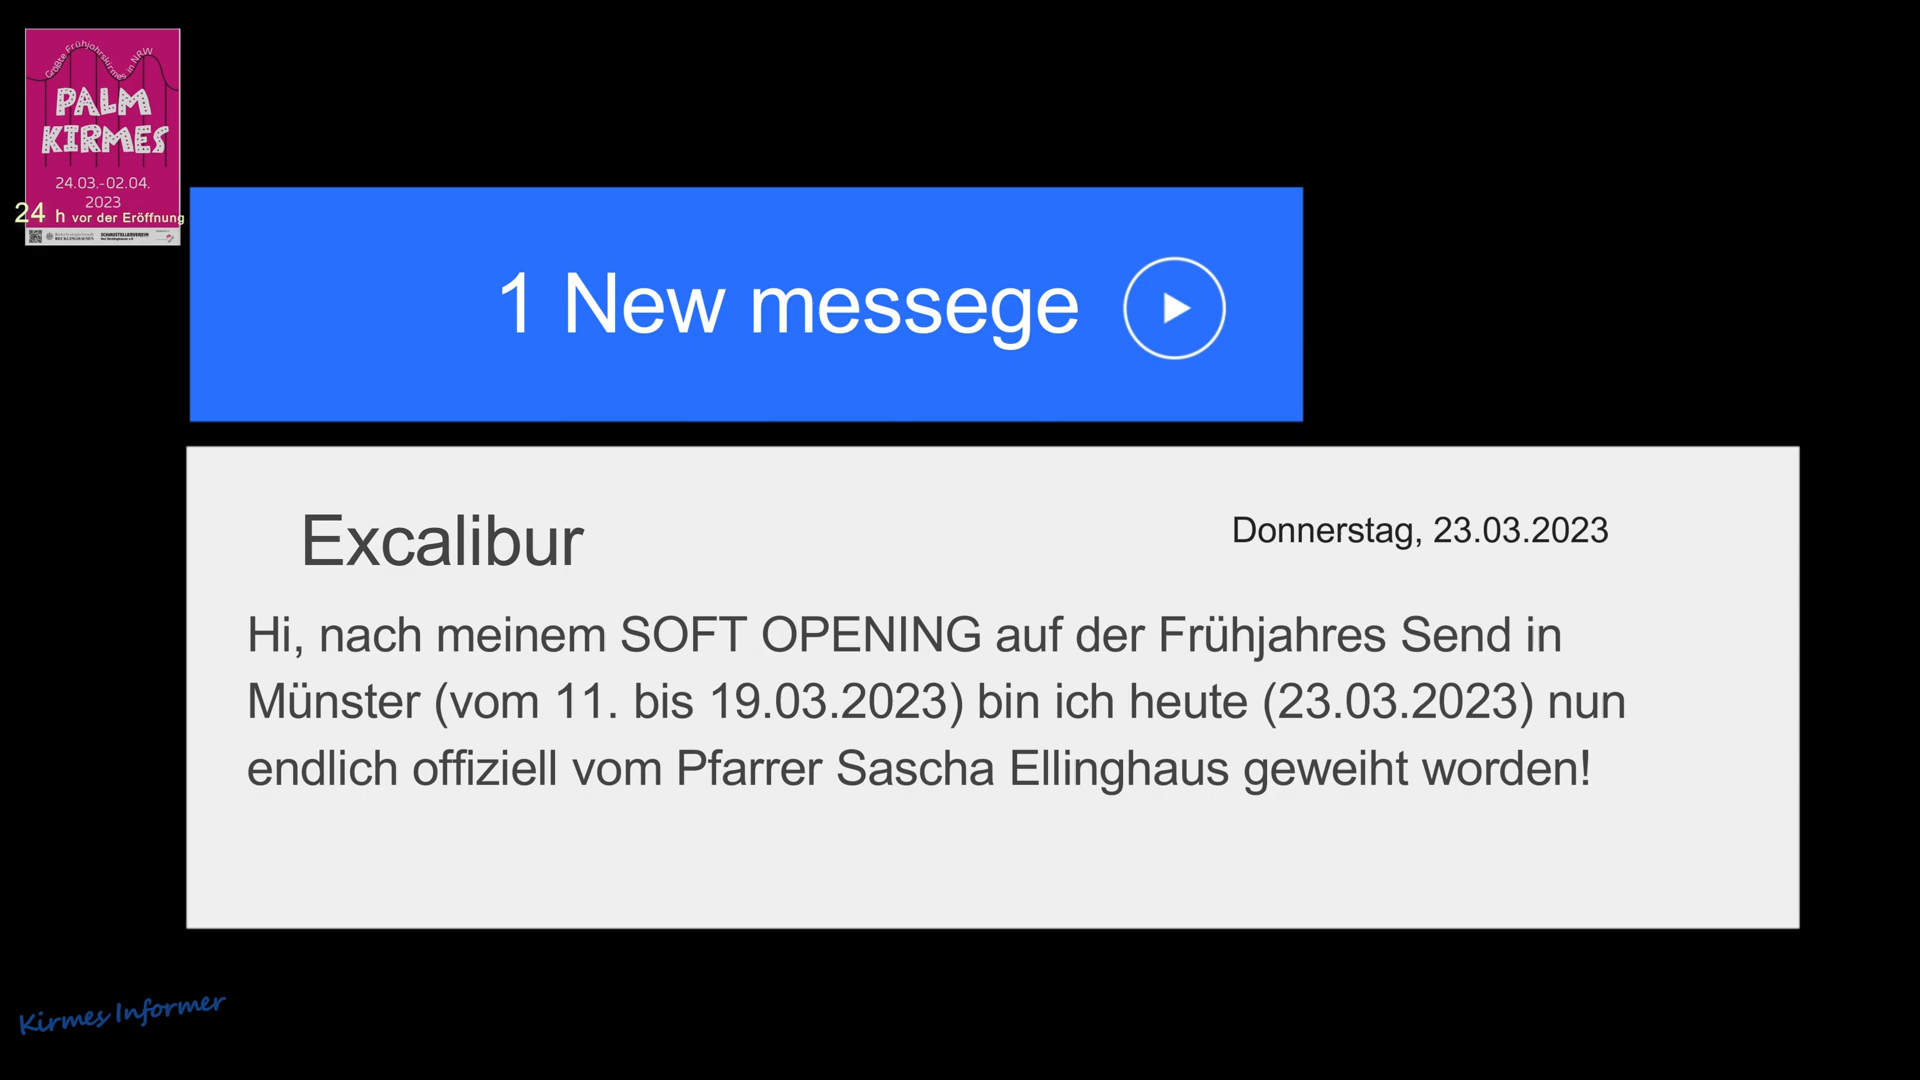 Größte Frühjahrskirmes in NRW
PALM
KIRMES
24.03.-02.04.
2023
24 h vor der Eröffnung
RECKLINGHAUSEN
SCHAUSTELLERVEREIN
1 New messege
Excalibur
Donnerstag, 23.03.2023
Hi, nach meinem SOFT OPENING auf der Frühjahres Send in
Münster (vom 11. bis 19.03.2023) bin ich heute (23.03.2023) nun
endlich offiziell vom Pfarrer Sascha Ellinghaus geweiht worden!
Kirmes Informer